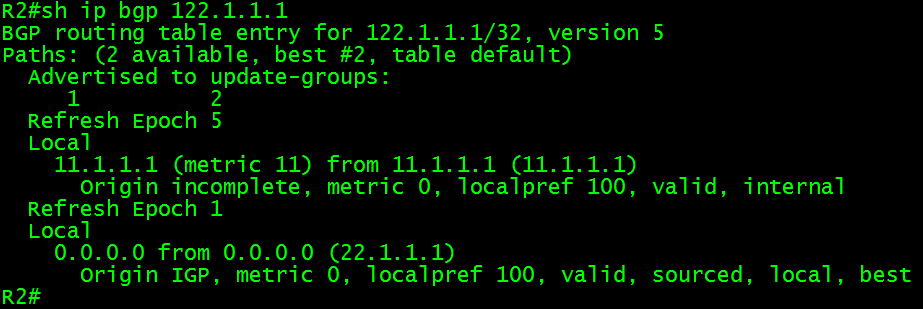 R2#sh ip bgp 122.1.1.1
BGP routing table entry for 122.1.1.1/32, version 5
Paths: (2 available, best #2, table default)
  Advertised to update-groups:
     1          2
  Refresh Epoch 5
  Local
    11.1.1.1 (metric 11) from 11.1.1.1 (11.1.1.1)
      Origin incomplete, metric 0, localpref 100, valid, internal
  Refresh Epoch 1
  Local
    0.0.0.0 from 0.0.0.0 (22.1.1.1)
      Origin IGP, metric 0, localpref 100, valid, sourced, local, best
R2#